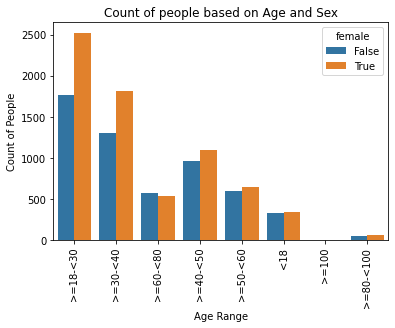 Count of people based on Age and Sex
female
False
True
Count of People
2500
2000
1500
1000
500
0
>=18-<30
>=30-<40
>=60-<80
>=40-<50
>=50-<60
<18
>=100
>=80-<100
Age Range